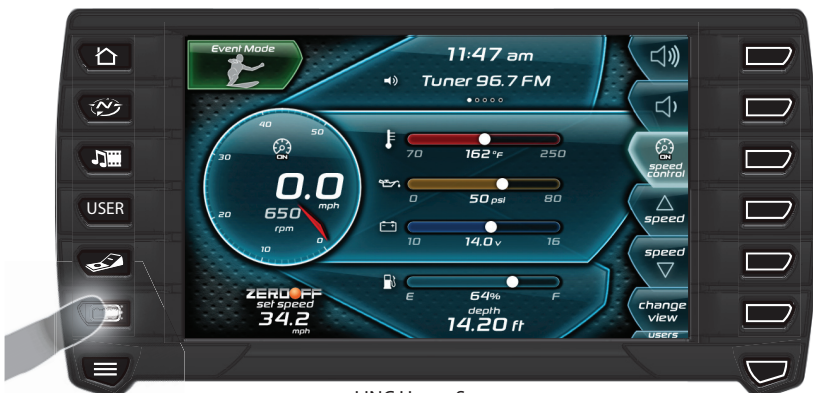 Event Mode
11:47 am
Tuner 96.7 FM
USER
40
50
30
20
10
0
ON
0.0
mph
650
rpm
70
162°F
250
0
50 psi
80
10
14.0 v
16
E
64%
F
depth
14.20 ft
ZEROOFF
set speed
34.2
mph
ON
speed
control
speed
speed
change
view
users